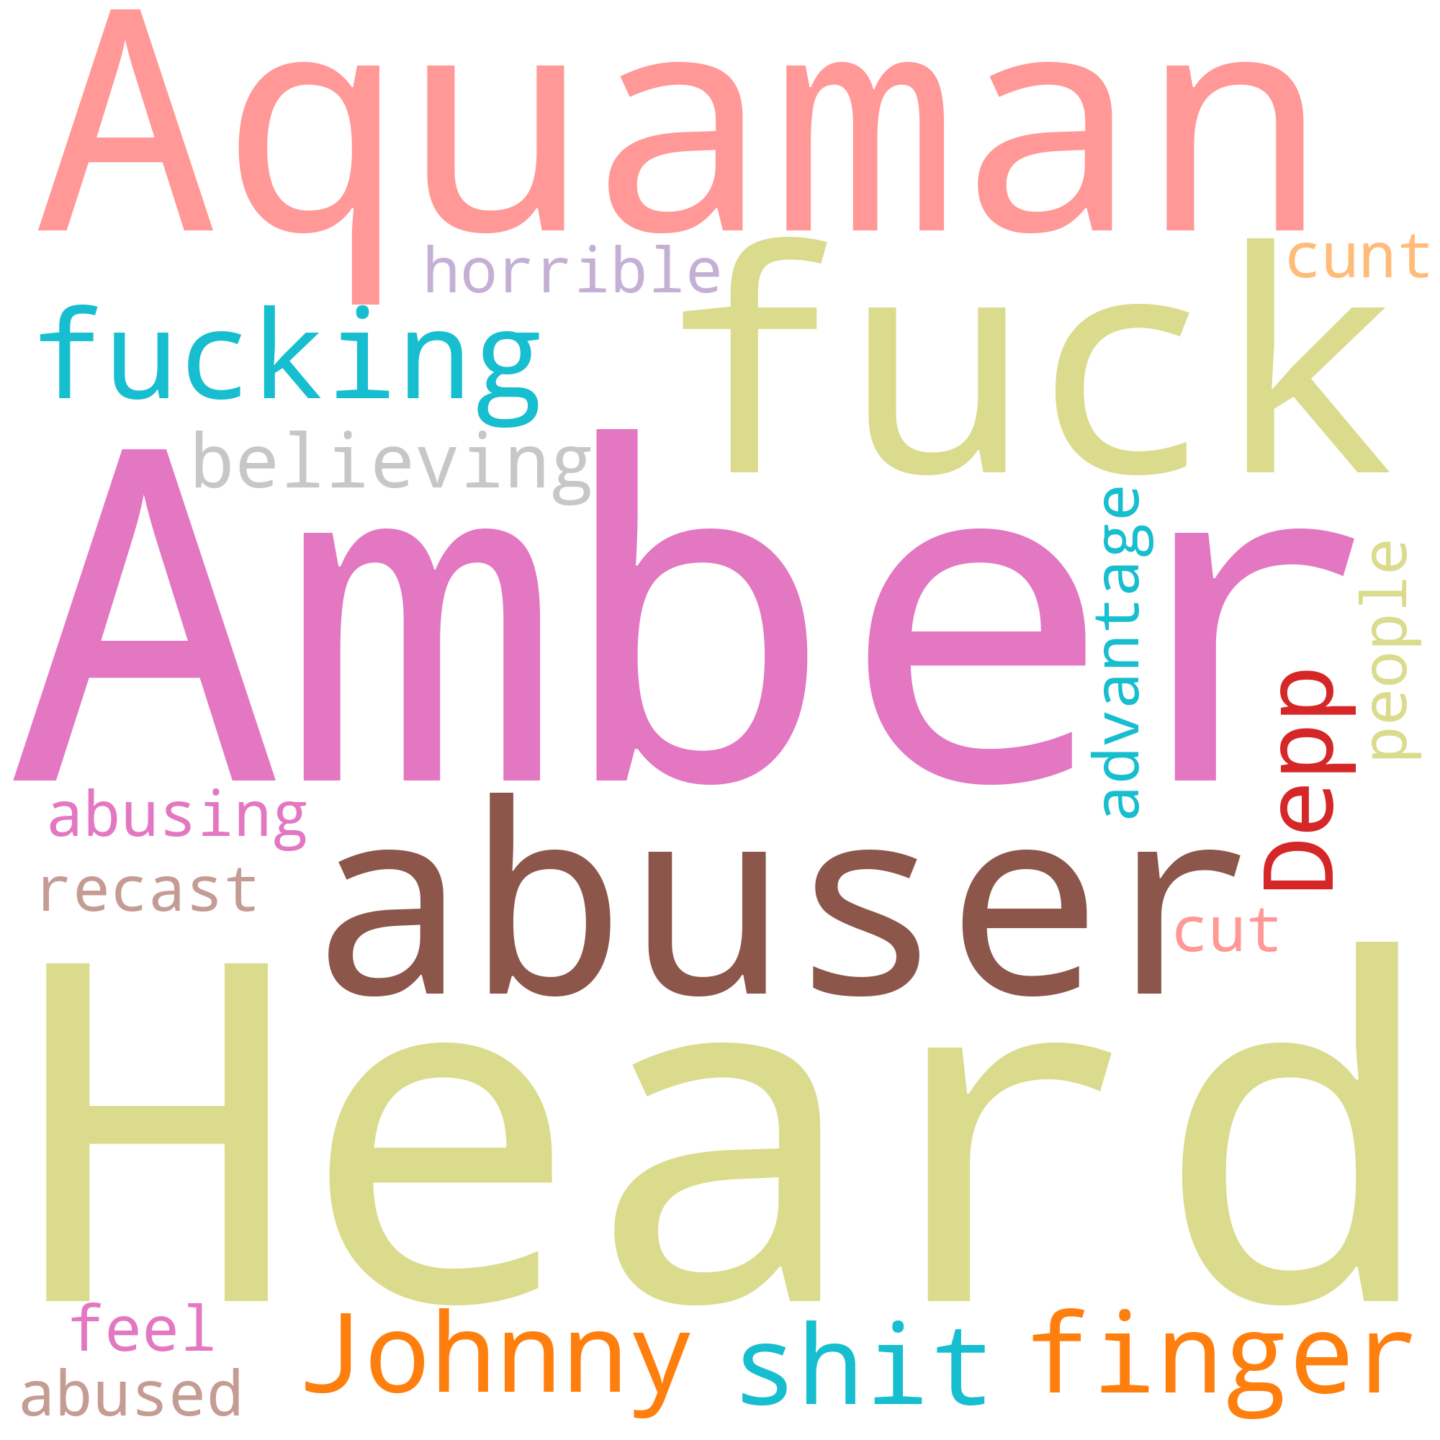 Aquaman
horrible
cunt
fuck
fucking
believing
Amber
advantage
people
Depp
abusing
abuser
recast
cut
Heard
feel
Johnny
shit
finger
abused